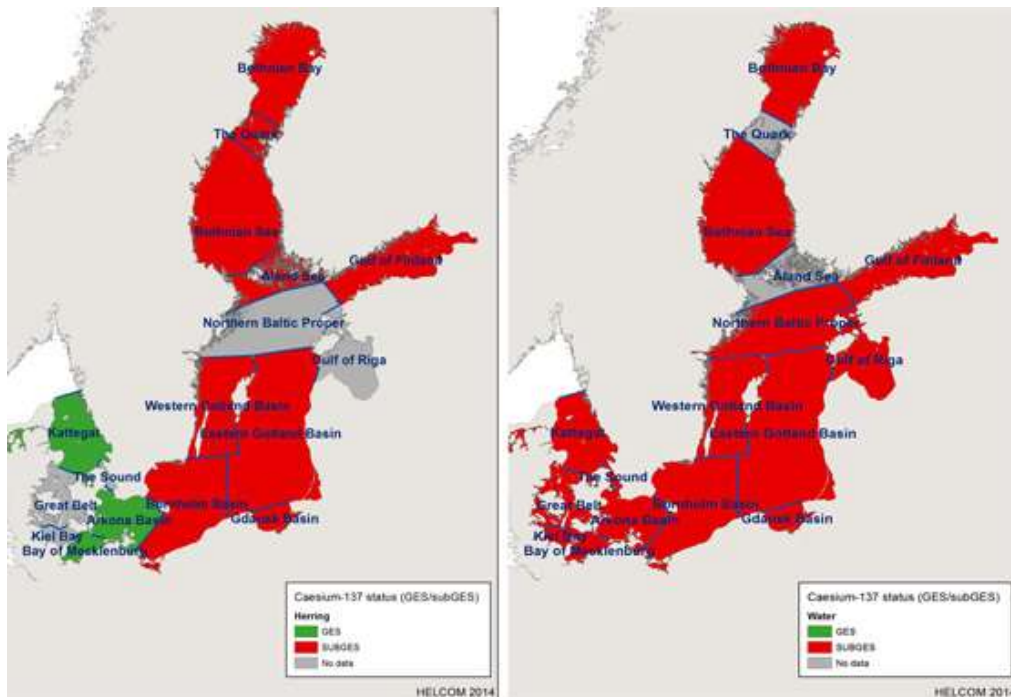 Bothnian Bay
The Quark
Bothnian Sea
Åland Sea
Gulf of Finland
Northern Baltic Proper
Gulf of Riga
Western Gotland Basin
Eastern Gotland Basin
Kattegat
The Sound
Great Belt
Arkona Basin
Bornholm Basin
Gdansk Basin
Kiel Bay
Bay of Mecklenburg
Caesium-137 status (GES/subGES)
Herring
GES
SUBGES
No data
HELCOM 2014
Bothnian Bay
The Quark
Bothnian Sea
Åland Sea
Gulf of Finland
Northern Baltic Proper
Gulf of Riga
Western Gotland Basin
Eastern Gotland Basin
Kattegat
The Sound
Great Belt
Arkona Basin
Bornholm Basin
Gdansk Basin
Kiel Bay
Bay of Mecklenburg
Caesium-137 status (GES/subGES)
Water
GES
SUBGES
No data
HELCOM 2014